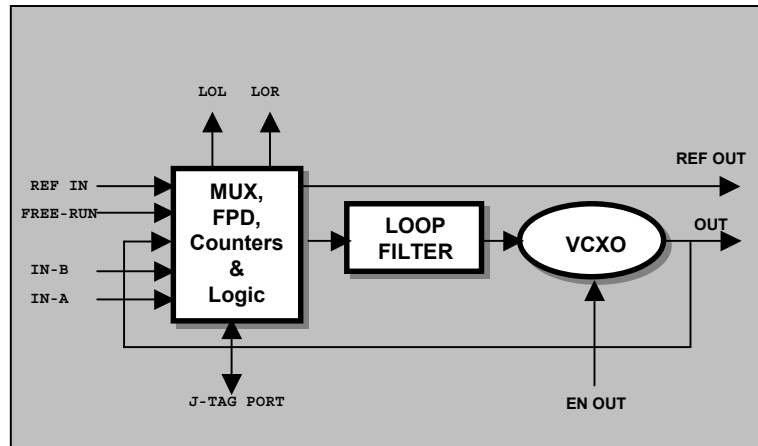 LOL LOR
REF OUT
REF IN
FREE-RUN
IN-B
IN-A
MUX,
FPD,
Counters
&
Logic
LOOP
FILTER
VCXO
OUT
J-TAG PORT
EN OUT